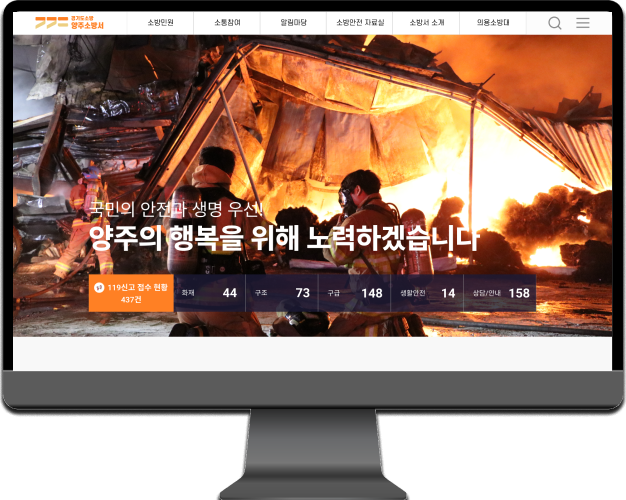 경기도소방
양주소방서
소방민원
소통참여
알림마당
소방안전 자료실
소방서 소개
의용소방대
국민의 안전과 생명 우선!
양주의 행복을 위해 노력하겠습니다
119신고 접수 현황
437건
화재 44
구조 73
구급 148
생활안전 14
상담/안내 158